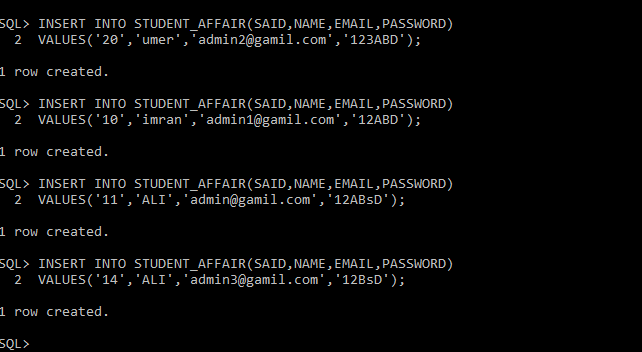 SQL> INSERT INTO STUDENT_AFFAIR(SAID,NAME,EMAIL,PASSWORD)
2 VALUES('20','umer','admin2@gamil.com','123ABD');
1 row created.
SQL> INSERT INTO STUDENT_AFFAIR(SAID,NAME,EMAIL,PASSWORD)
2 VALUES('10','imran','admin1@gamil.com','12ABD');
1 row created.
SQL> INSERT INTO STUDENT_AFFAIR(SAID,NAME,EMAIL,PASSWORD)
2 VALUES('11','ALI','admin@gamil.com','12ABsD');
1 row created.
SQL> INSERT INTO STUDENT_AFFAIR(SAID,NAME,EMAIL,PASSWORD)
2 VALUES('14','ALI','admin3@gamil.com','12BsD');
1 row created.
SQL>